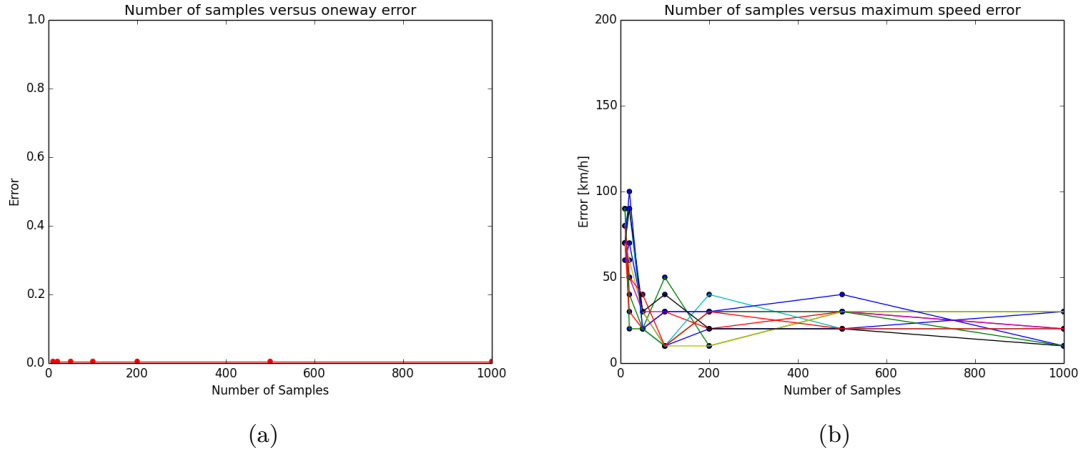 Number of samples versus oneway error
1.0
0.8
0.6
0.4
0.2
0.0
Error
0 200 400 600 800 1000
Number of Samples
(a)
Number of samples versus maximum speed error
200
150
100
50
0
Error [km/h]
0 200 400 600 800 1000
Number of Samples
(b)